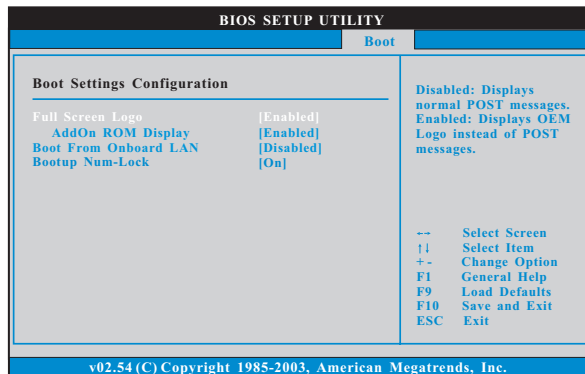 BIOS SETUP UTILITY
Boot
Boot Settings Configuration
Full Screen Logo [Enabled]
AddOn ROM Display [Enabled]
Boot From Onboard LAN [Disabled]
Bootup Num-Lock [On]
Disabled: Displays
normal POST messages.
Enabled: Displays OEM
Logo instead of POST
messages.
←→ Select Screen
↑↓ Select Item
+ - Change Option
F1 General Help
F9 Load Defaults
F10 Save and Exit
ESC Exit
v02.54 (C) Copyright 1985-2003, American Megatrends, Inc.